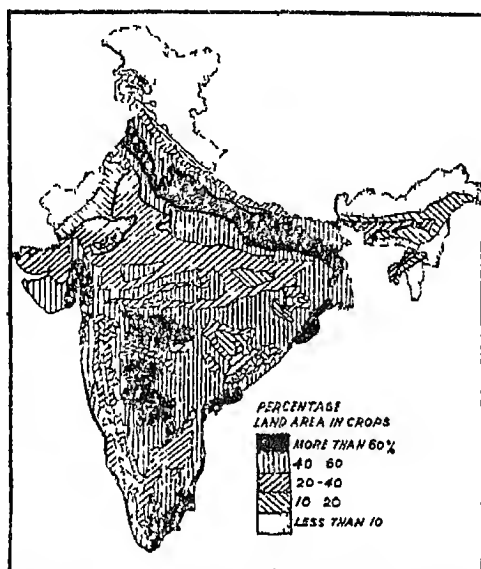 PERCENTAGE
LAND AREA IN CROPS
MORE THAN 60%
40 60
20-40
10 20
LESS THAN 10